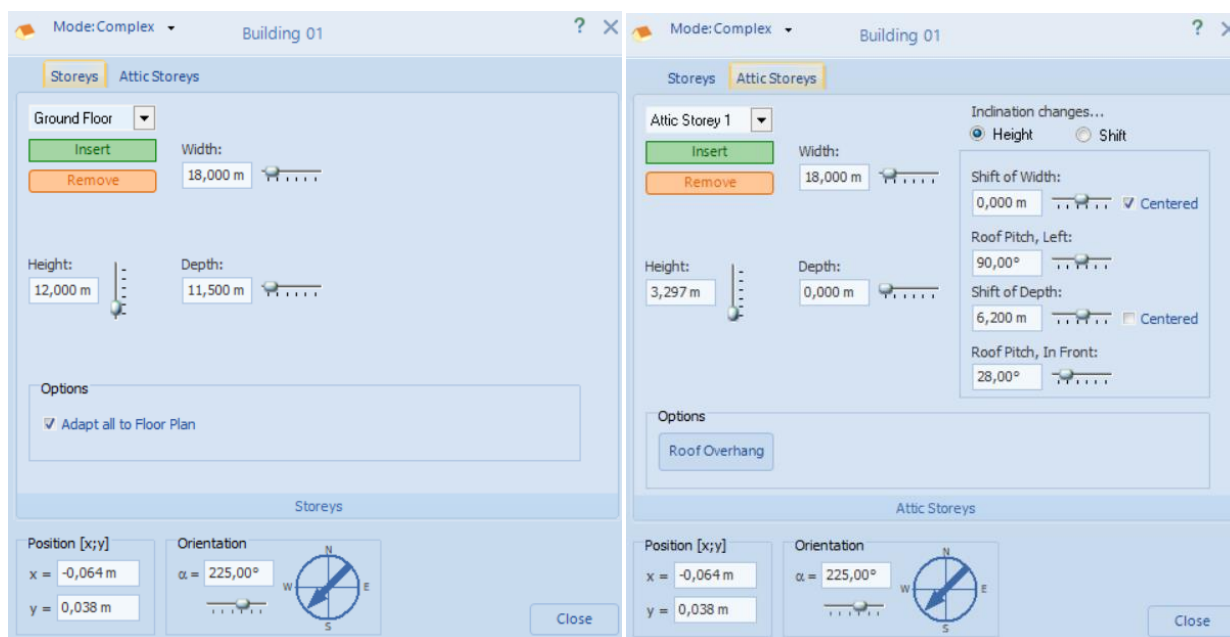 Mode:Complex
Building 01
?
Storeys Attic Storeys
Ground Floor
Insert
Remove
Width:
18,000 m
Height:
12,000 m
Depth:
11,500 m
Options
Adapt all to Floor Plan
Storeys
Position [x;y]
x = -0,064 m
y = 0,038 m
Orientation
α = 225,00°
N
W E
S
Close
Mode:Complex
Building 01
?
Storeys Attic Storeys
Attic Storey 1
Insert
Remove
Width:
18,000 m
Height:
3,297 m
Depth:
0,000 m
Inclination changes...
Height Shift
Shift of Width:
0,000 m Centered
Roof Pitch, Left:
90,00°
Shift of Depth:
6,200 m Centered
Roof Pitch, In Front:
28,00°
Options
Roof Overhang
Attic Storeys
Position [x;y]
x = -0,064 m
y = 0,038 m
Orientation
α = 225,00°
N
W E
S
Close